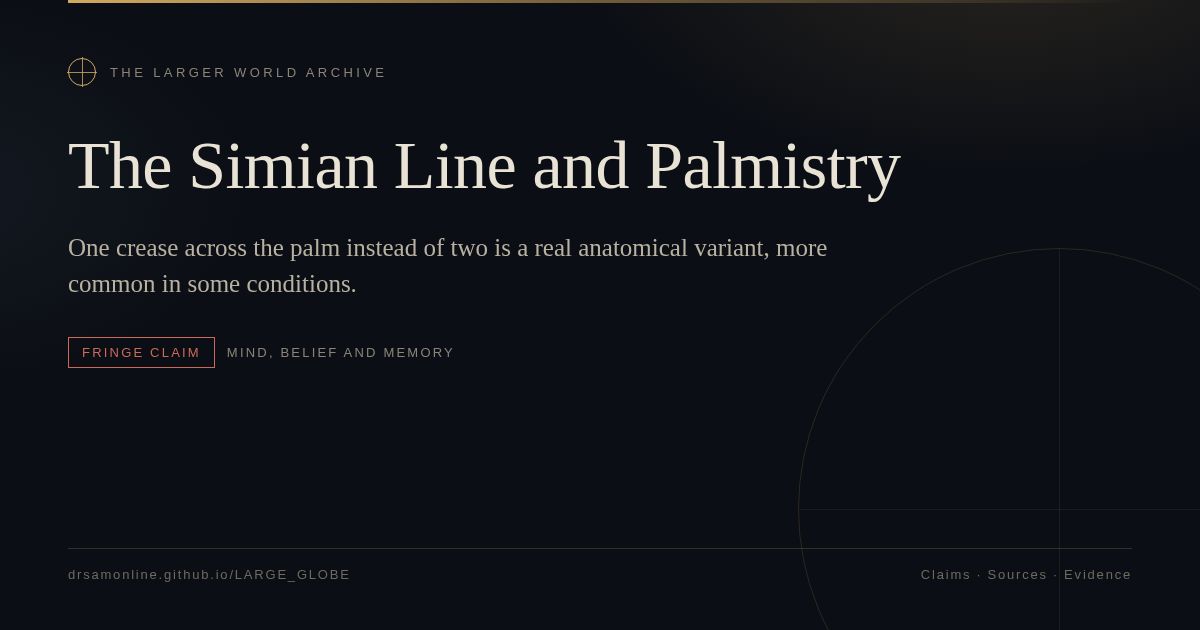 THE LARGER WORLD ARCHIVE
The Simian Line and Palmistry
One crease across the palm instead of two is a real anatomical variant, more
common in some conditions.
FRINGE CLAIM MIND, BELIEF AND MEMORY
drsamonline.github.io/LARGE_GLOBE Claims · Sources · Evidence